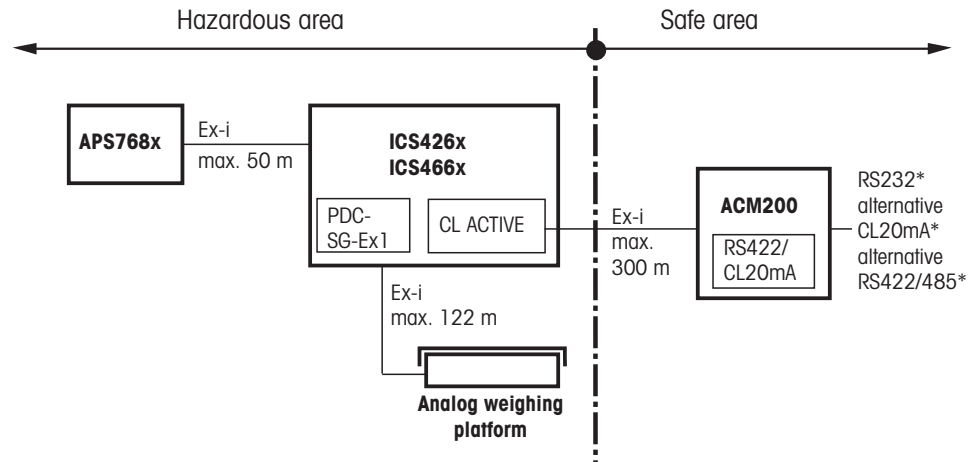 Hazardous area
Safe area
APS768x
Ex-i
max. 50 m
ICS426x
ICS466x
PDC-
SG-Ex1
CL ACTIVE
Ex-i
max.
300 m
ACM200
RS422/
CL20mA
RS232*
alternative
CL20mA*
alternative
RS422/485*
Ex-i
max. 122 m
Analog weighing
platform